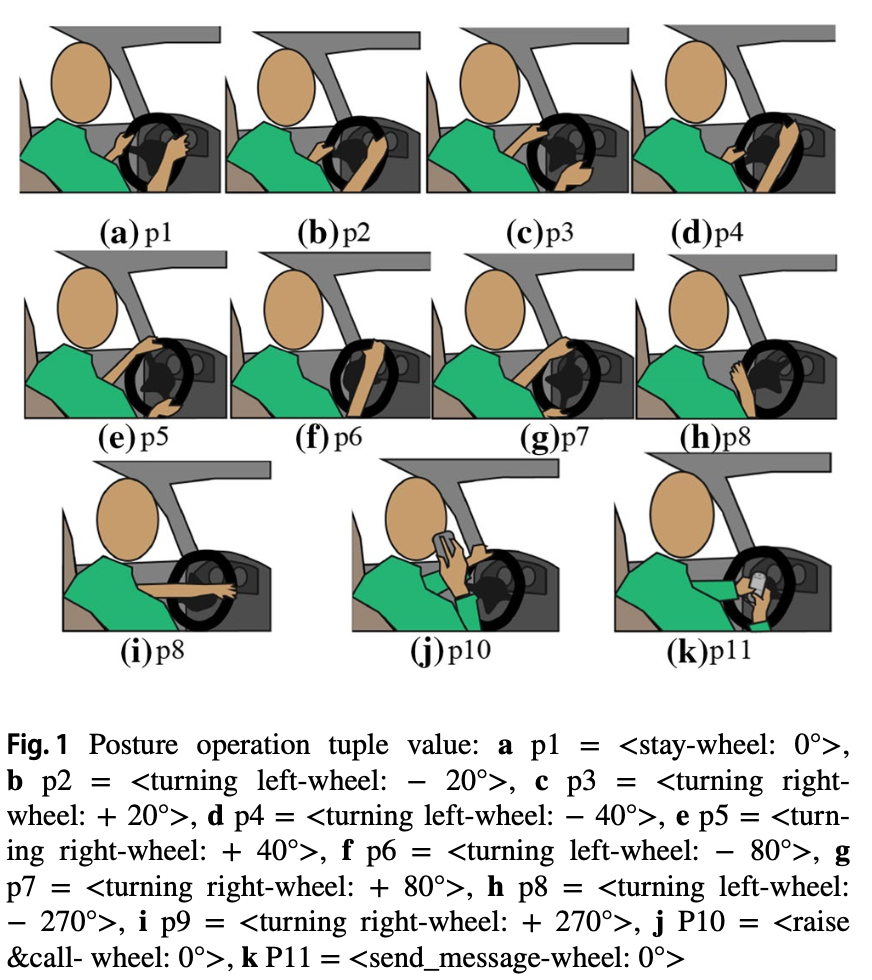 (a) p1 (b) p2 (c) p3 (d) p4
(e) p5 (f) p6 (g) p7 (h) p8
(i) p8 (j) p10 (k) p11
Fig. 1 Posture operation tuple value: a p1 = <stay-wheel: 0°>,
b p2 = <turning left-wheel: − 20°>, c p3 = <turning right-
wheel: + 20°>, d p4 = <turning left-wheel: − 40°>, e p5 = <turn-
ing right-wheel: + 40°>, f p6 = <turning left-wheel: − 80°>, g
p7 = <turning right-wheel: + 80°>, h p8 = <turning left-wheel:
− 270°>, i p9 = <turning right-wheel: + 270°>, j P10 = <raise
&call- wheel: 0°>, k P11 = <send_message-wheel: 0°>